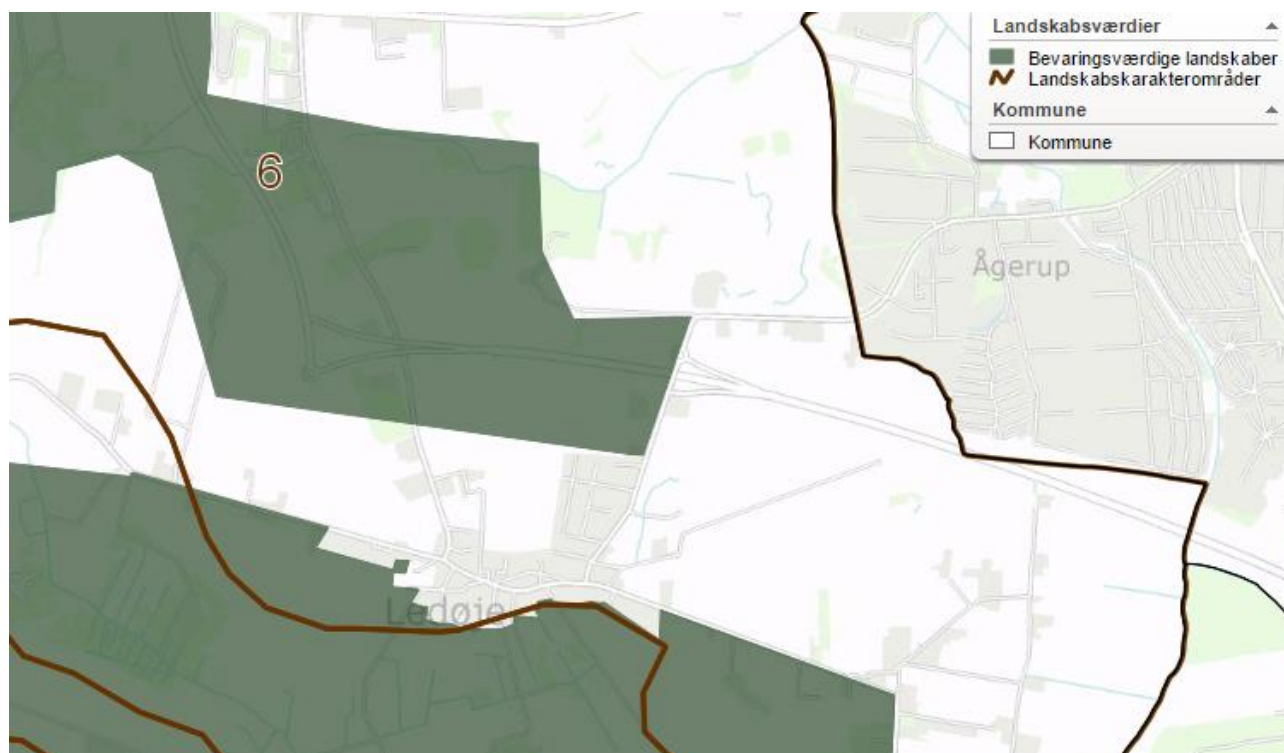 Landskabsværdier
Bevaringsværdige landskaber
Landskabskarakterområder
Kommune
Kommune
6
Ågerup
Ledøje